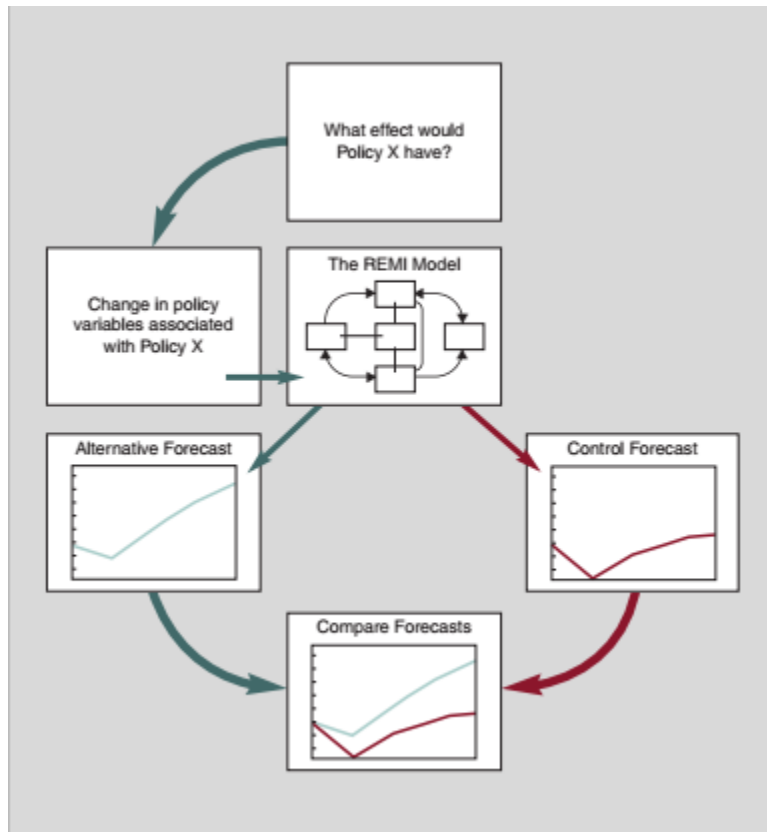 What effect would
Policy X have?
Change in policy
variables associated
with Policy X
The REMI Model
Alternative Forecast
Control Forecast
Compare Forecasts